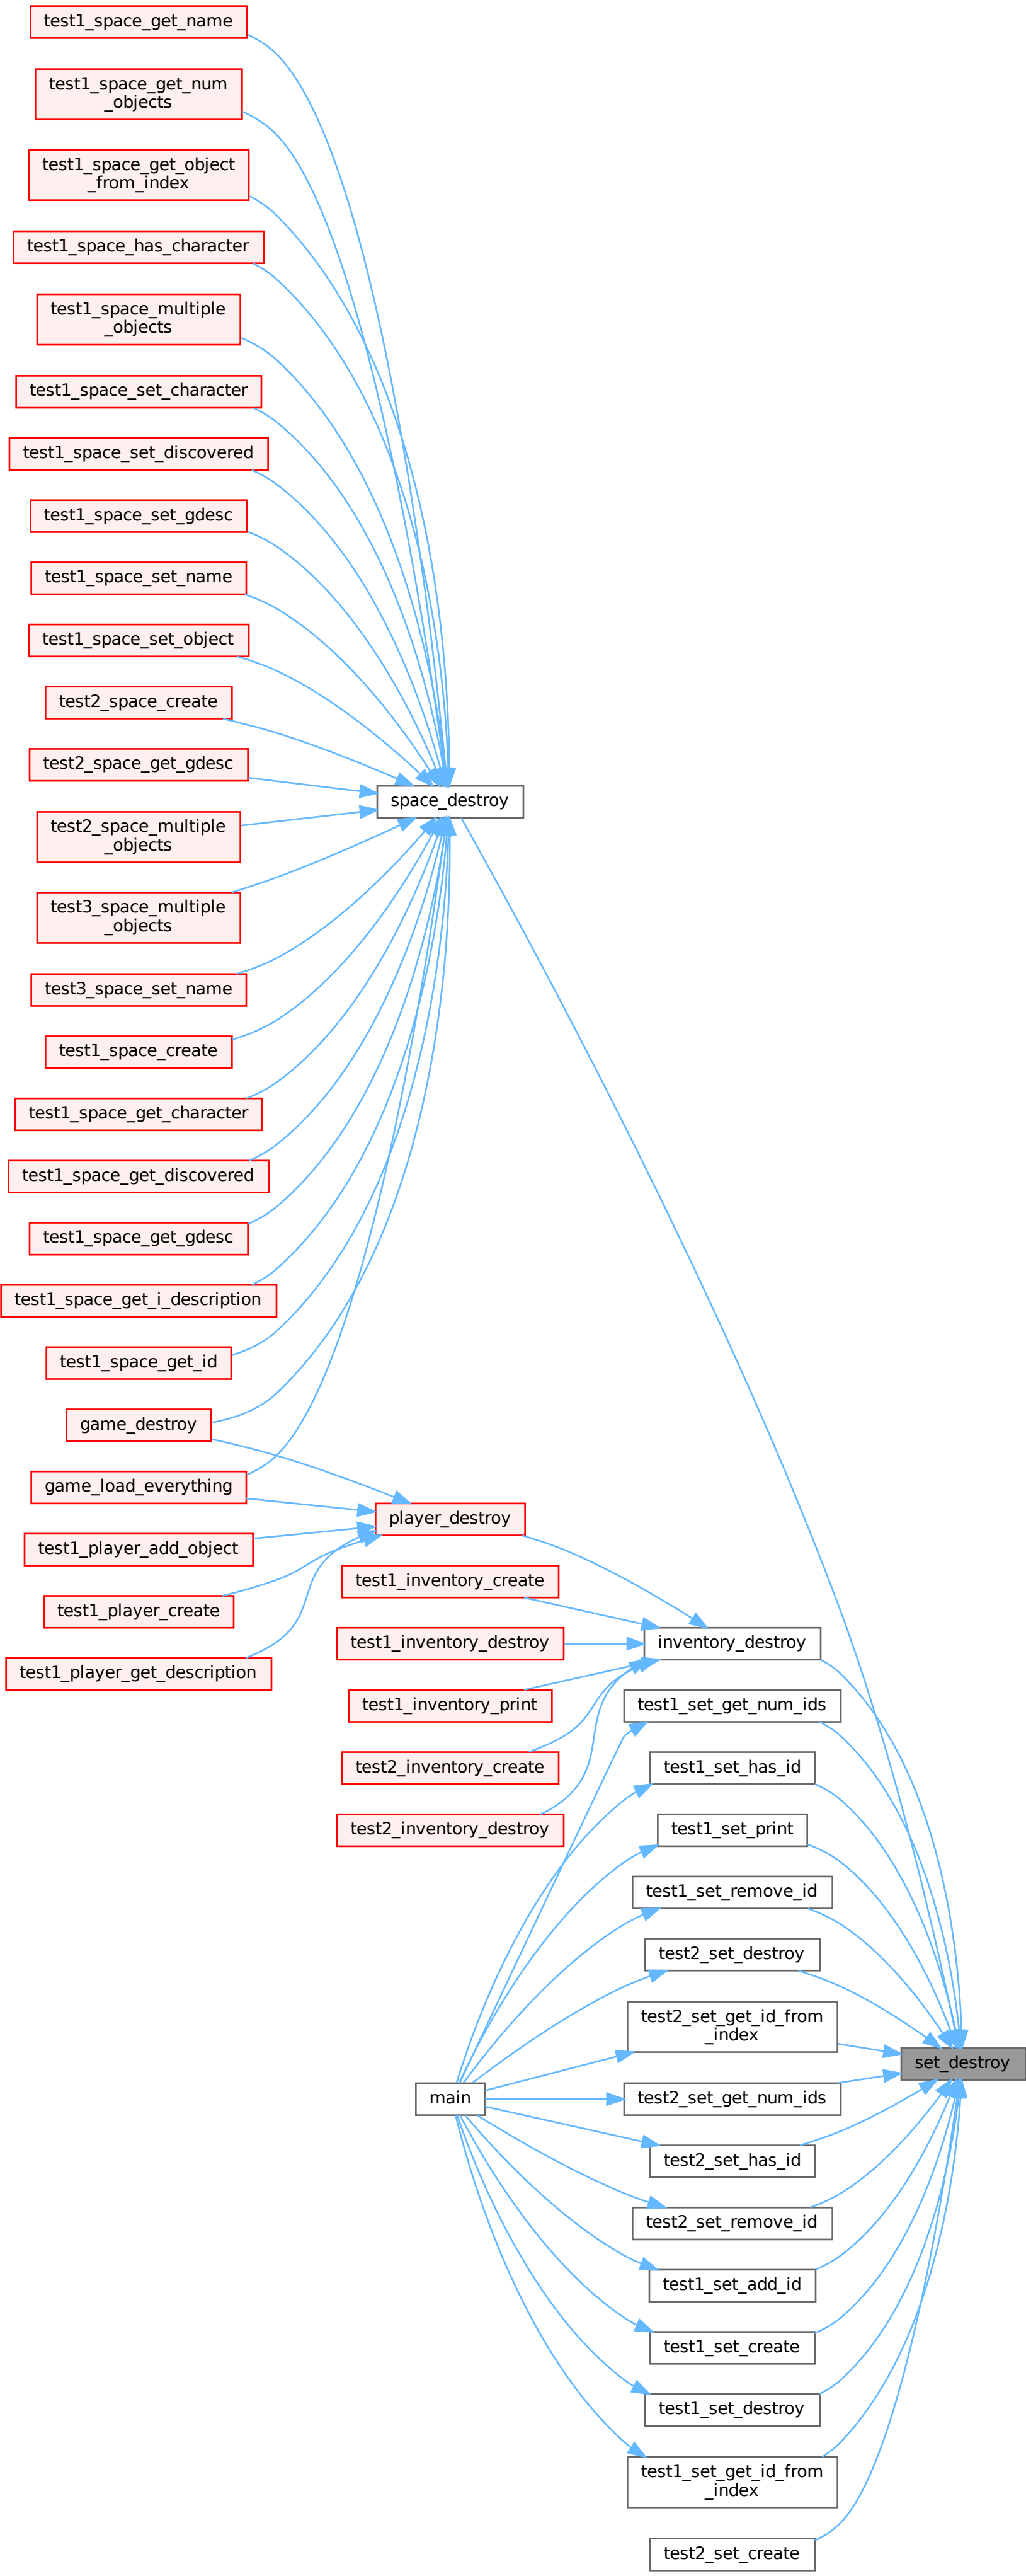 test1_space_get_name
test1_space_get_num
_objects
test1_space_get_object
_from_index
test1_space_has_character
test1_space_multiple
_objects
test1_space_set_character
test1_space_set_discovered
test1_space_set_gdesc
test1_space_set_name
test1_space_set_object
test2_space_create
test2_space_get_gdesc
space_destroy
test2_space_multiple
_objects
test3_space_multiple
_objects
test3_space_set_name
test1_space_create
test1_space_get_character
test1_space_get_discovered
test1_space_get_gdesc
test1_space_get_i_description
test1_space_get_id
game_destroy
game_load_everything
player_destroy
test1_player_add_object
test1_player_create
test1_player_get_description
test1_inventory_create
test1_inventory_destroy
inventory_destroy
test1_inventory_print
test2_inventory_create
test2_inventory_destroy
test1_set_get_num_ids
test1_set_has_id
test1_set_print
test1_set_remove_id
test2_set_destroy
test2_set_get_id_from
_index
set_destroy
main
test2_set_get_num_ids
test2_set_has_id
test2_set_remove_id
test1_set_add_id
test1_set_create
test1_set_destroy
test1_set_get_id_from
_index
test2_set_create